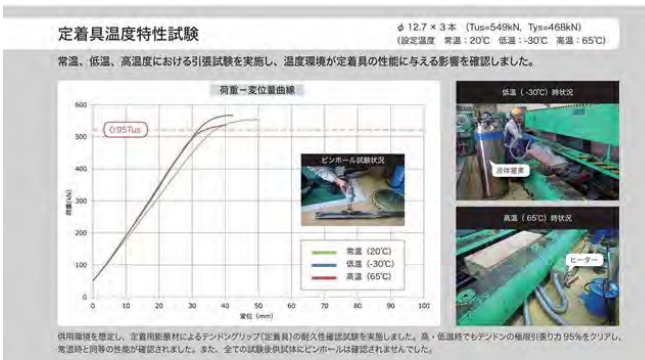 定着具温度特性試験
φ 12.7 × 3 本 (Tus=549kN, Tys=468kN)
(設定温度 常温:20℃ 低温:-30℃ 高温:65℃)
常温、低温、高温度における引張試験を実施し、温度環境が定着具の性能に与える影響を確認しました。
荷重ー変位量曲線
600
500
400
300
200
100
0
荷重(kN)
0.95Tus
ピンホール試験状況
常温(20℃)
低温(-30℃)
高温(65℃)
0 10 20 30 40 50 60 70 80 90 100
変位 (mm)
低温(-30℃)時状況
液体窒素
高温(65℃)時状況
ヒーター
供用環境を想定し、定着用膨張材によるテンドングリップ(定着具)の耐久性確認試験を実施しました。高・低温時でもテンドンの極限引張り力 95%をクリアし、
常温時と同等の性能が確認されました。また、全ての試験後供試体にピンホールは確認されませんでした。